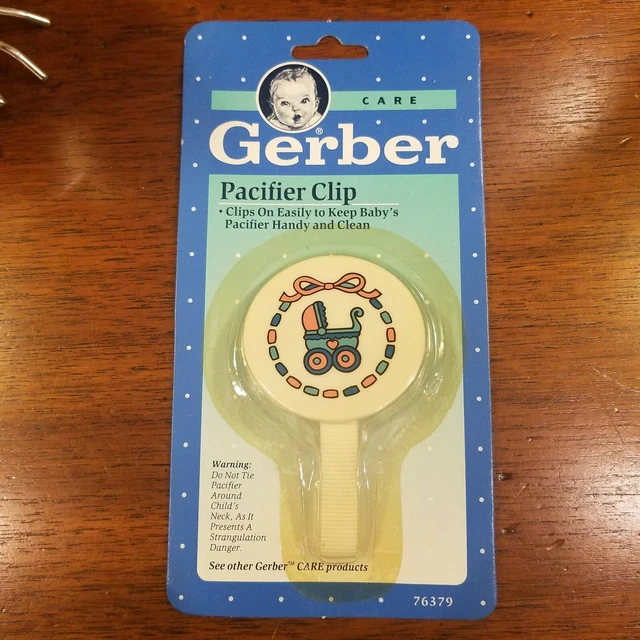 CARE
Gerber®
Pacifier Clip
• Clips On Easily to Keep Baby's
Pacifier Handy and Clean
Warning:
Do Not Tie
Pacifier
Around
Child's
Neck, As It
Presents A
Strangulation
Danger.
See other Gerber™ CARE products
76379